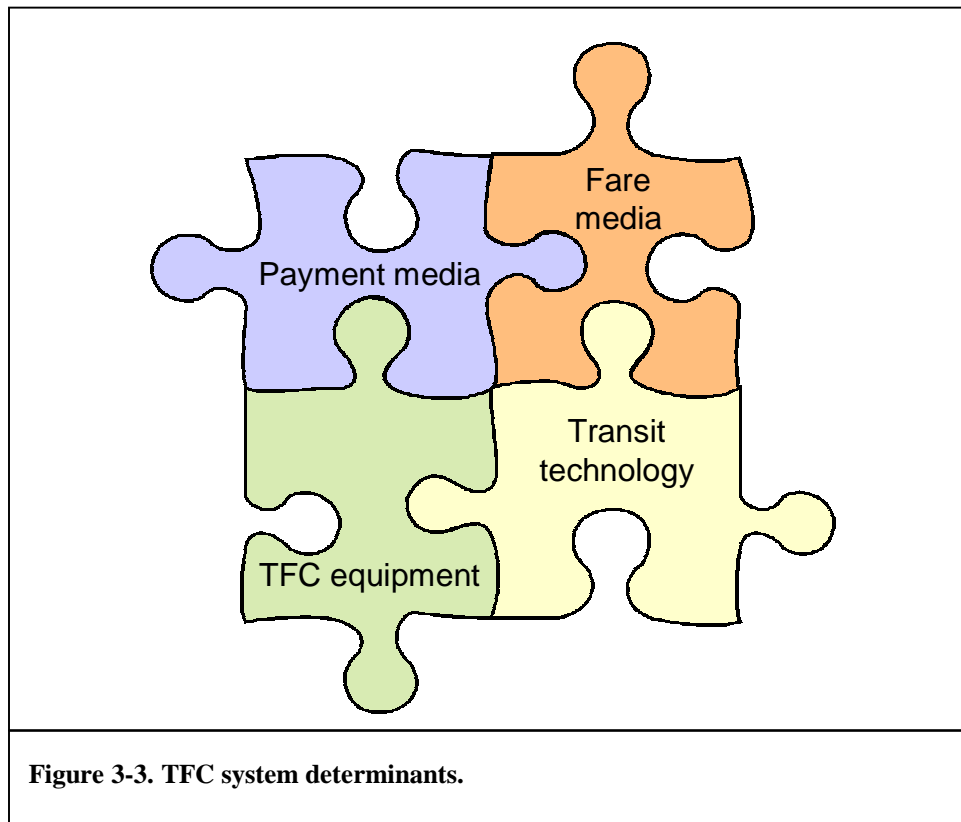 Fare
media
Payment media
Transit
technology
TFC equipment
Figure 3-3. TFC system determinants.